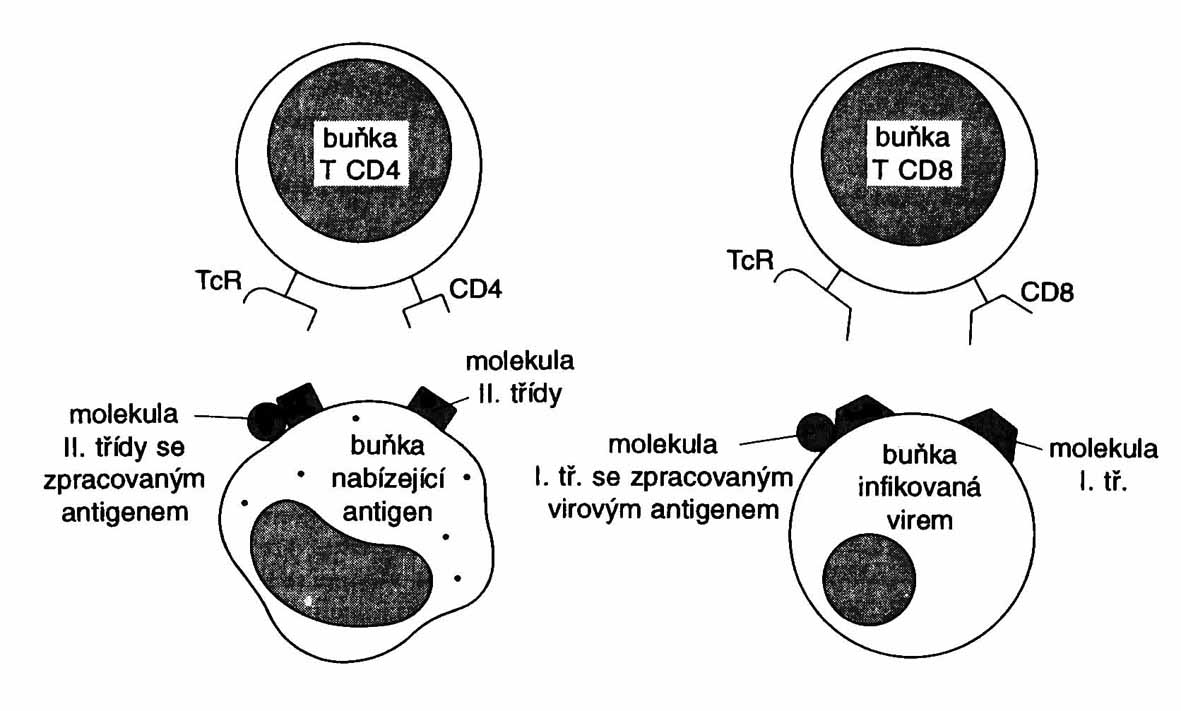 buňka
T CD4
TcR
CD4
molekula
II. třídy
molekula
II. třídy se
zpracovaným
antigenem
buňka
nabízející
antigen
buňka
T CD8
TcR
CD8
molekula
I. tř. se zpracovaným
virovým antigenem
buňka
infikovaná
virem
molekula
I. tř.